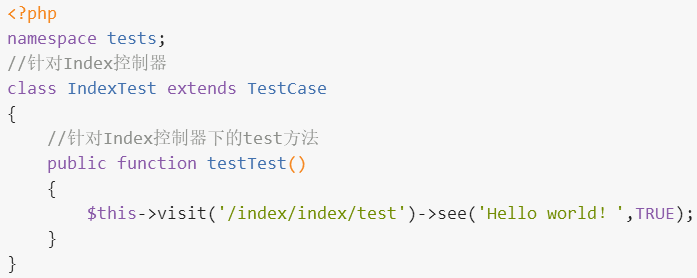 <?php
namespace tests;
//针对Index控制器
class IndexTest extends TestCase
{
    //针对Index控制器下的test方法
    public function testTest()
    {
        $this->visit('/index/index/test')->see('Hello world！',TRUE);
    }
}